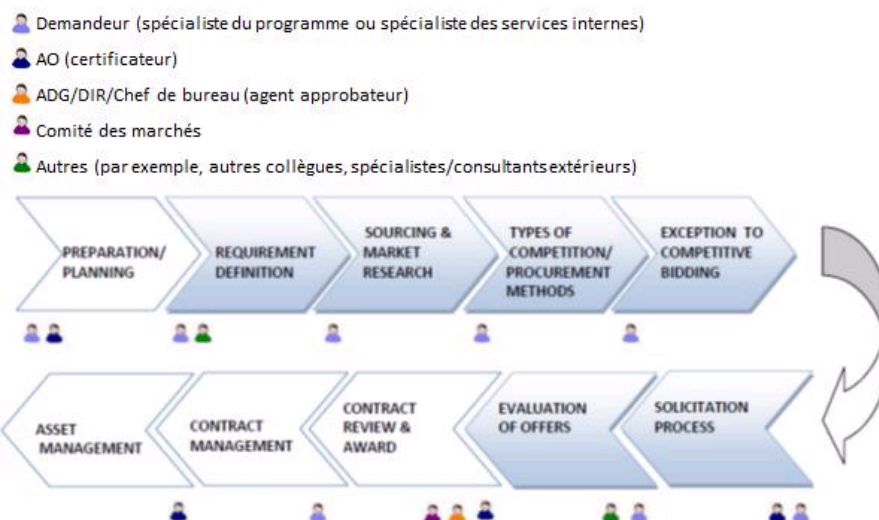 Demandeur (spécialiste du programme ou spécialiste des services internes)
AO (certificateur)
ADG/DIR/Chef de bureau (agent approbateur)
Comité des marchés
Autres (par exemple, autres collègues, spécialistes/consultants extérieurs)
PREPARATION/
PLANNING
REQUIREMENT
DEFINITION
SOURCING &
MARKET
RESEARCH
TYPES OF
COMPETITION/
PROCUREMENT
METHODS
EXCEPTION TO
COMPETITIVE
BIDDING
ASSET
MANAGEMENT
CONTRACT
MANAGEMENT
CONTRACT
REVIEW &
AWARD
EVALUATION
OF OFFERS
SOLICITATION
PROCESS